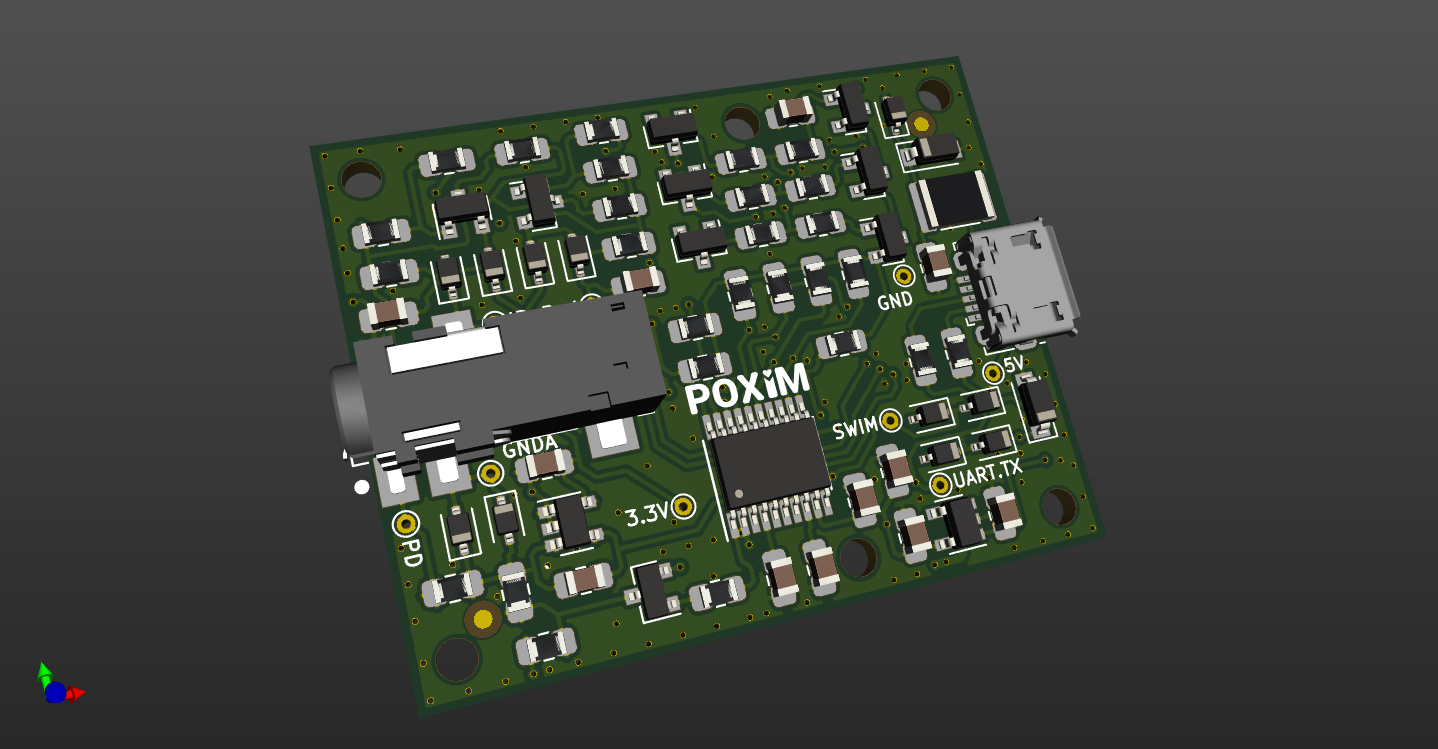 GND
5V
POXiM
SWIM
GNDA
UART.TX
3.3V
PD